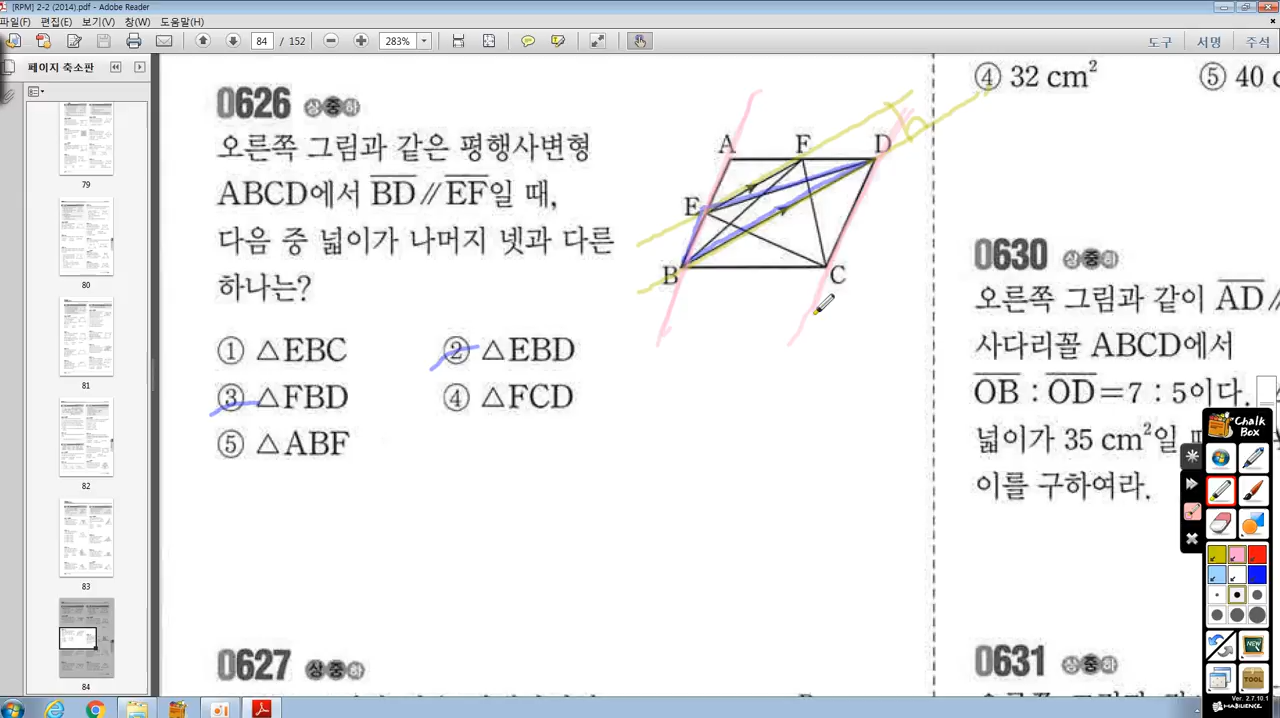 [RPM] 2-2 (2014).pdf - Adobe Reader
파일(F) 편집(E) 보기(V) 창(W) 도움말(H)
84 / 152 283% 도구 서명 주석
페이지 축소판
79
80
81
82
83
84
0626 상 중 하
오른쪽 그림과 같은 평행사변형
ABCD에서 BD∥EF일 때,
다음 중 넓이가 나머지 넷과 다른
하나는?
A F D
E
B C
① △EBC ② △EBD
③ △FBD ④ △FCD
⑤ △ABF
0627 상 중 하
④ 32 cm² ⑤ 40 c
0630 상 중 하
오른쪽 그림과 같이 AD∥
사다리꼴 ABCD에서
OB : OD=7 : 5이다.
넓이가 35 cm²일
이를 구하여라.
0631 상 중 하
Chalk
Box
NEW
TOOL
Ver. 2.7.10.1
HABILIENCE